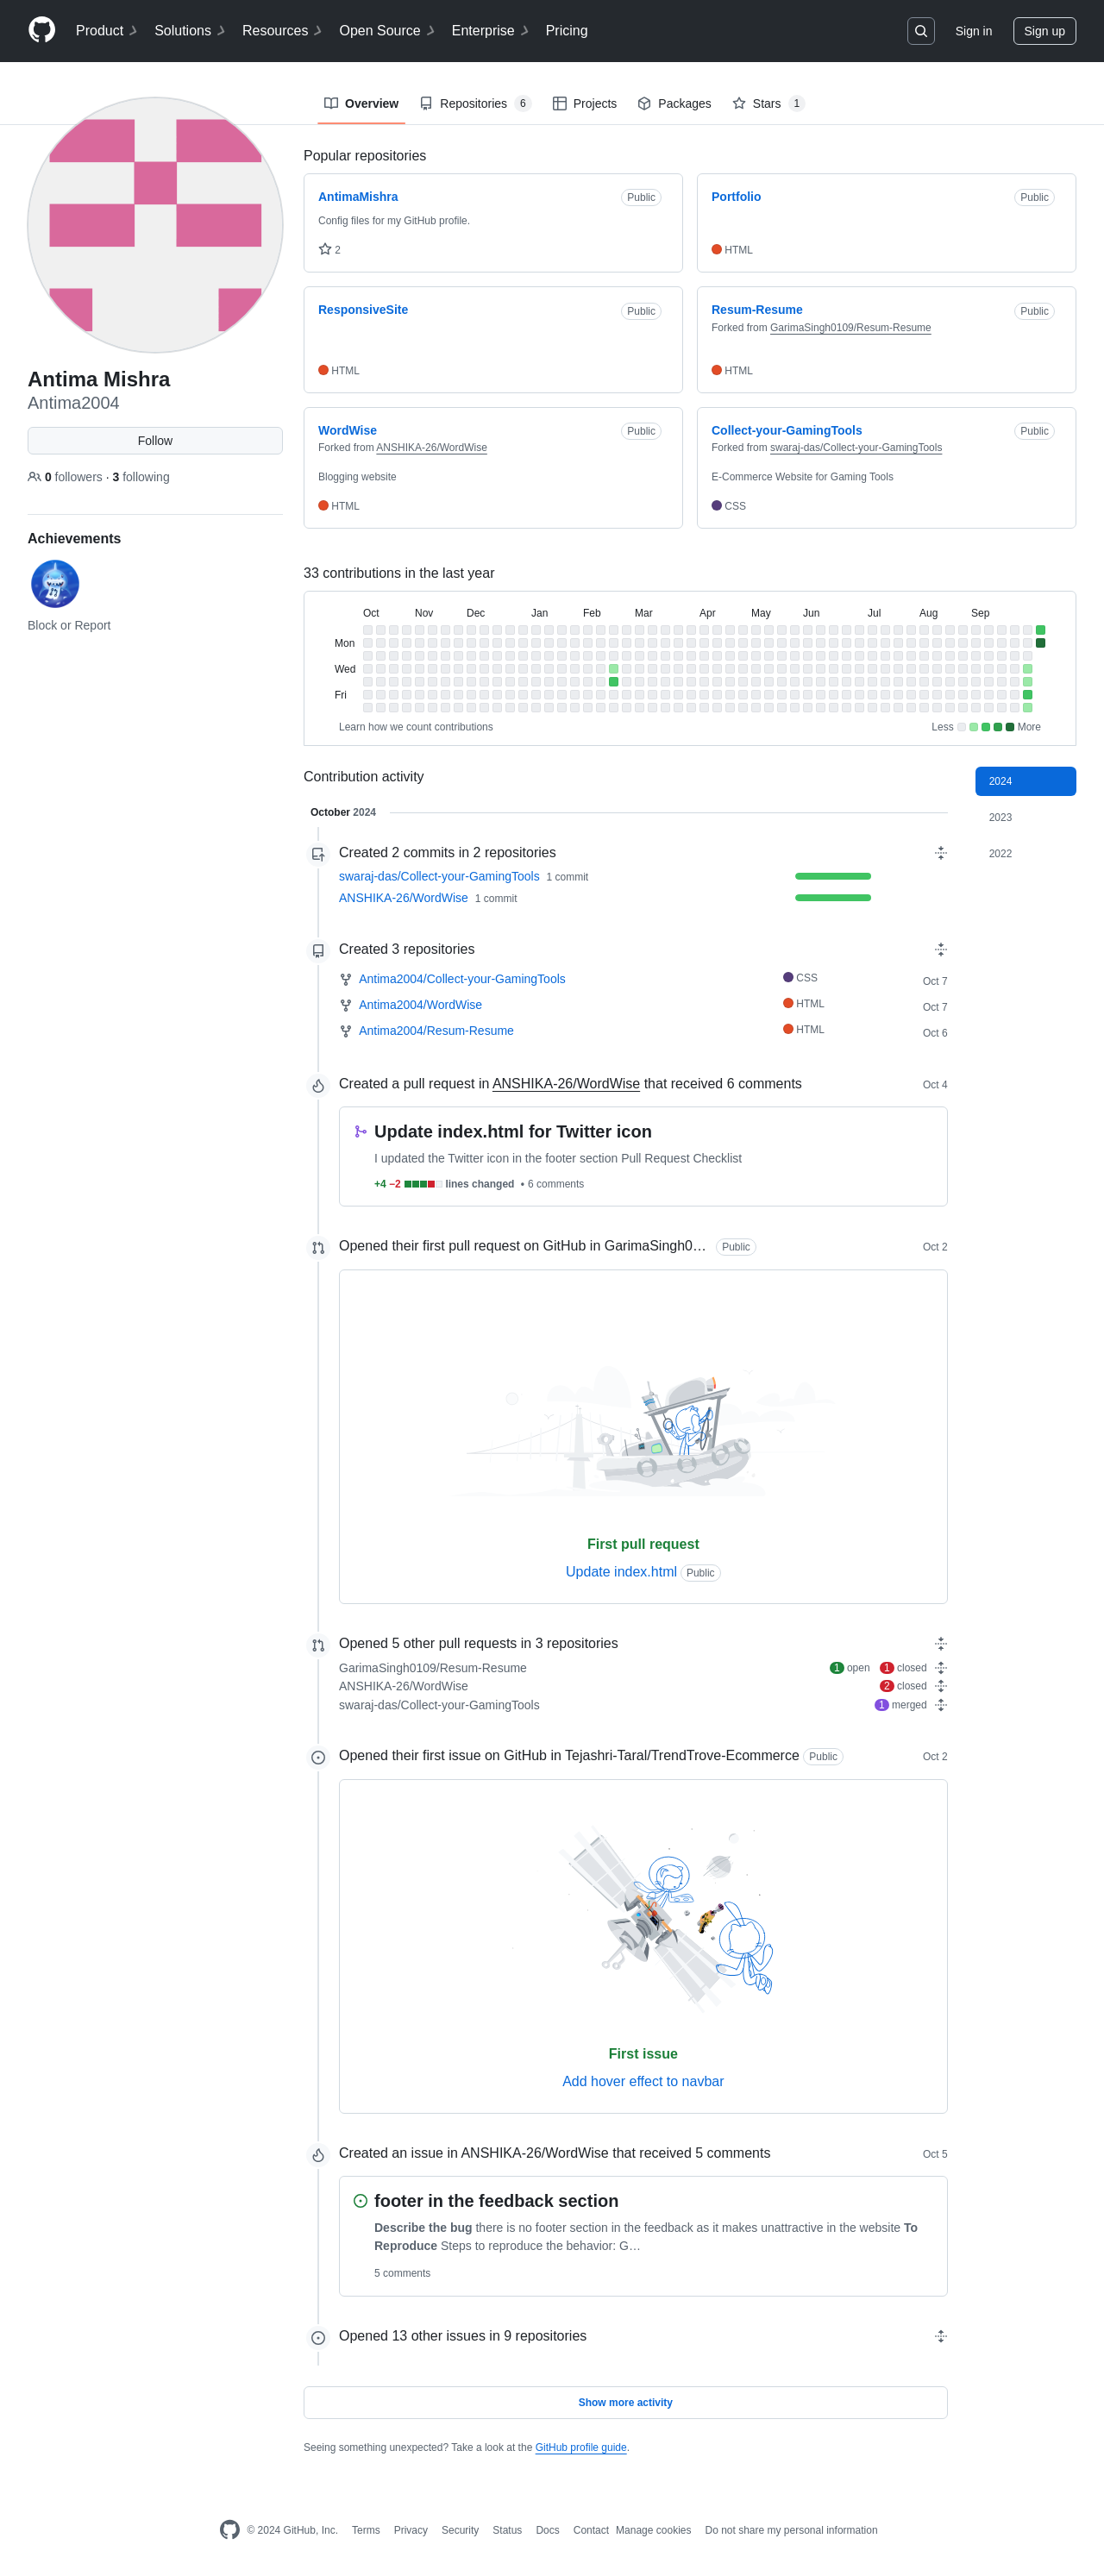 Product Solutions Resources Open Source Enterprise Pricing Sign in Sign up
Overview Repositories 6 Projects Packages Stars 1
Antima Mishra
Antima2004
Follow
0 followers · 3 following
Achievements
Block or Report
Popular repositories
AntimaMishra Public
Config files for my GitHub profile.
2
Portfolio Public
HTML
ResponsiveSite Public
HTML
Resum-Resume Public
Forked from GarimaSingh0109/Resum-Resume
HTML
WordWise Public
Forked from ANSHIKA-26/WordWise
Blogging website
HTML
Collect-your-GamingTools Public
Forked from swaraj-das/Collect-your-GamingTools
E-Commerce Website for Gaming Tools
CSS
33 contributions in the last year
Oct Nov Dec Jan Feb Mar Apr May Jun Jul Aug Sep
Mon
Wed
Fri
Learn how we count contributions Less More
Contribution activity
2024
2023
2022
October 2024
Created 2 commits in 2 repositories
swaraj-das/Collect-your-GamingTools 1 commit
ANSHIKA-26/WordWise 1 commit
Created 3 repositories
Antima2004/Collect-your-GamingTools CSS Oct 7
Antima2004/WordWise HTML Oct 7
Antima2004/Resum-Resume HTML Oct 6
Created a pull request in ANSHIKA-26/WordWise that received 6 comments Oct 4
Update index.html for Twitter icon
I updated the Twitter icon in the footer section Pull Request Checklist
+4 −2 lines changed • 6 comments
Opened their first pull request on GitHub in GarimaSingh0… Public Oct 2
First pull request
Update index.html Public
Opened 5 other pull requests in 3 repositories
GarimaSingh0109/Resum-Resume 1 open 1 closed
ANSHIKA-26/WordWise 2 closed
swaraj-das/Collect-your-GamingTools 1 merged
Opened their first issue on GitHub in Tejashri-Taral/TrendTrove-Ecommerce Public Oct 2
First issue
Add hover effect to navbar
Created an issue in ANSHIKA-26/WordWise that received 5 comments Oct 5
footer in the feedback section
Describe the bug there is no footer section in the feedback as it makes unattractive in the website To
Reproduce Steps to reproduce the behavior: G…
5 comments
Opened 13 other issues in 9 repositories
Show more activity
Seeing something unexpected? Take a look at the GitHub profile guide.
© 2024 GitHub, Inc. Terms Privacy Security Status Docs Contact Manage cookies Do not share my personal information